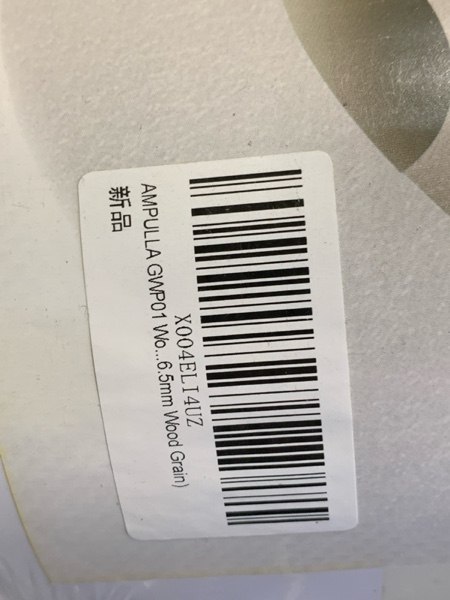 X004ELI4UZ
AMPULLA GWP01 Wo...6.5mm Wood Grain)
新品